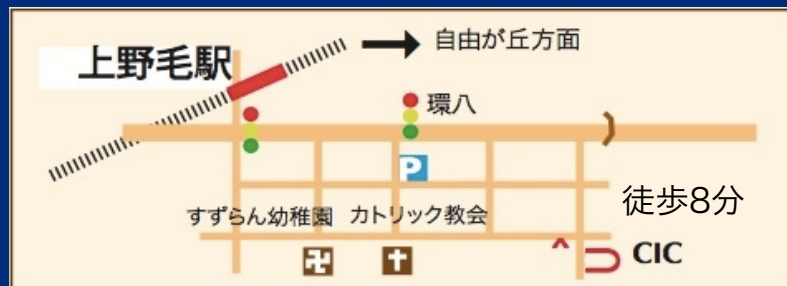 自由が丘方面
上野毛駅
環八
P
徒歩8分
すずらん幼稚園 カトリック教会
CIC